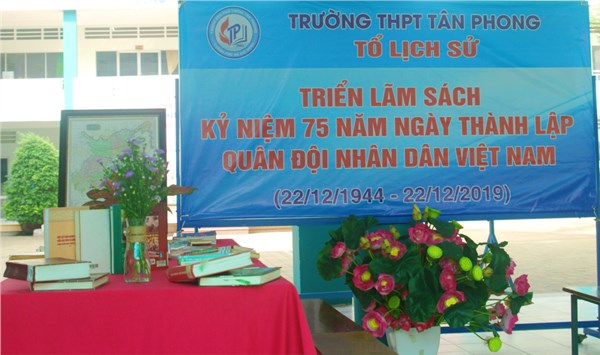 TRƯỜNG THPT TÂN PHONG
TỔ LỊCH SỬ
TP
TRIỂN LÃM SÁCH
KỶ NIỆM 75 NĂM NGÀY THÀNH LẬP
QUÂN ĐỘI NHÂN DÂN VIỆT NAM
(22/12/1944 - 22/12/2019)